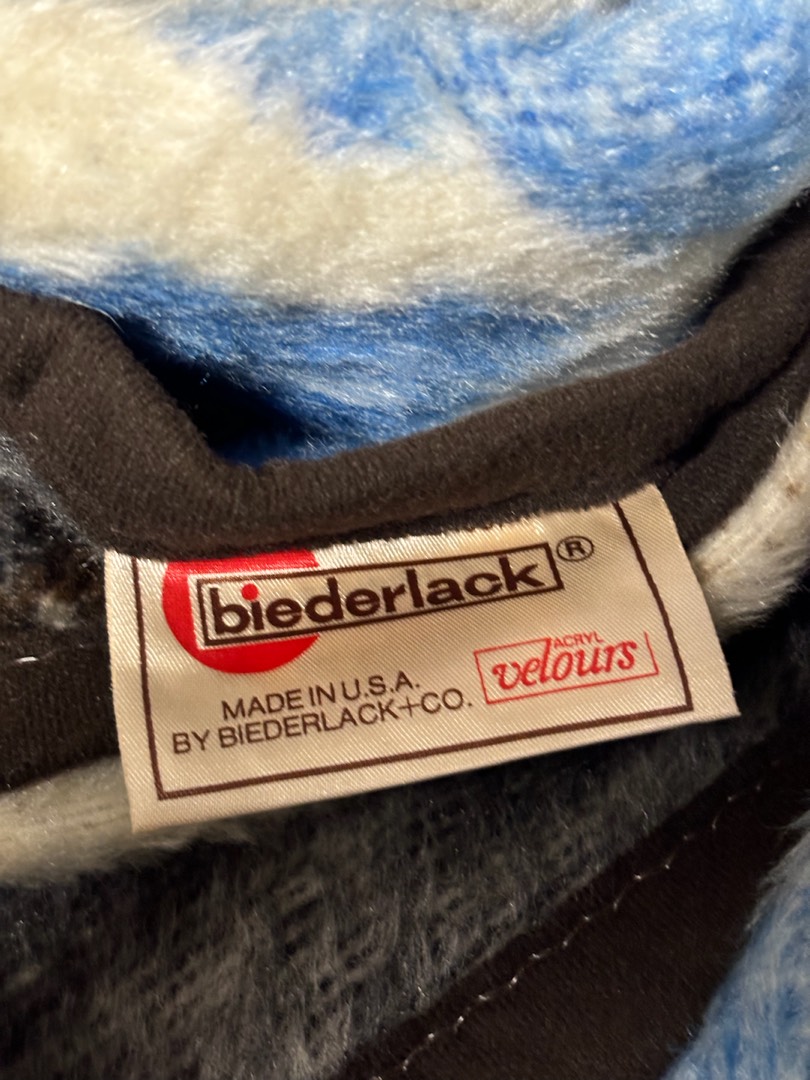 biederlack®
ACRYL
velours
MADE IN U.S.A.
BY BIEDERLACK+CO.